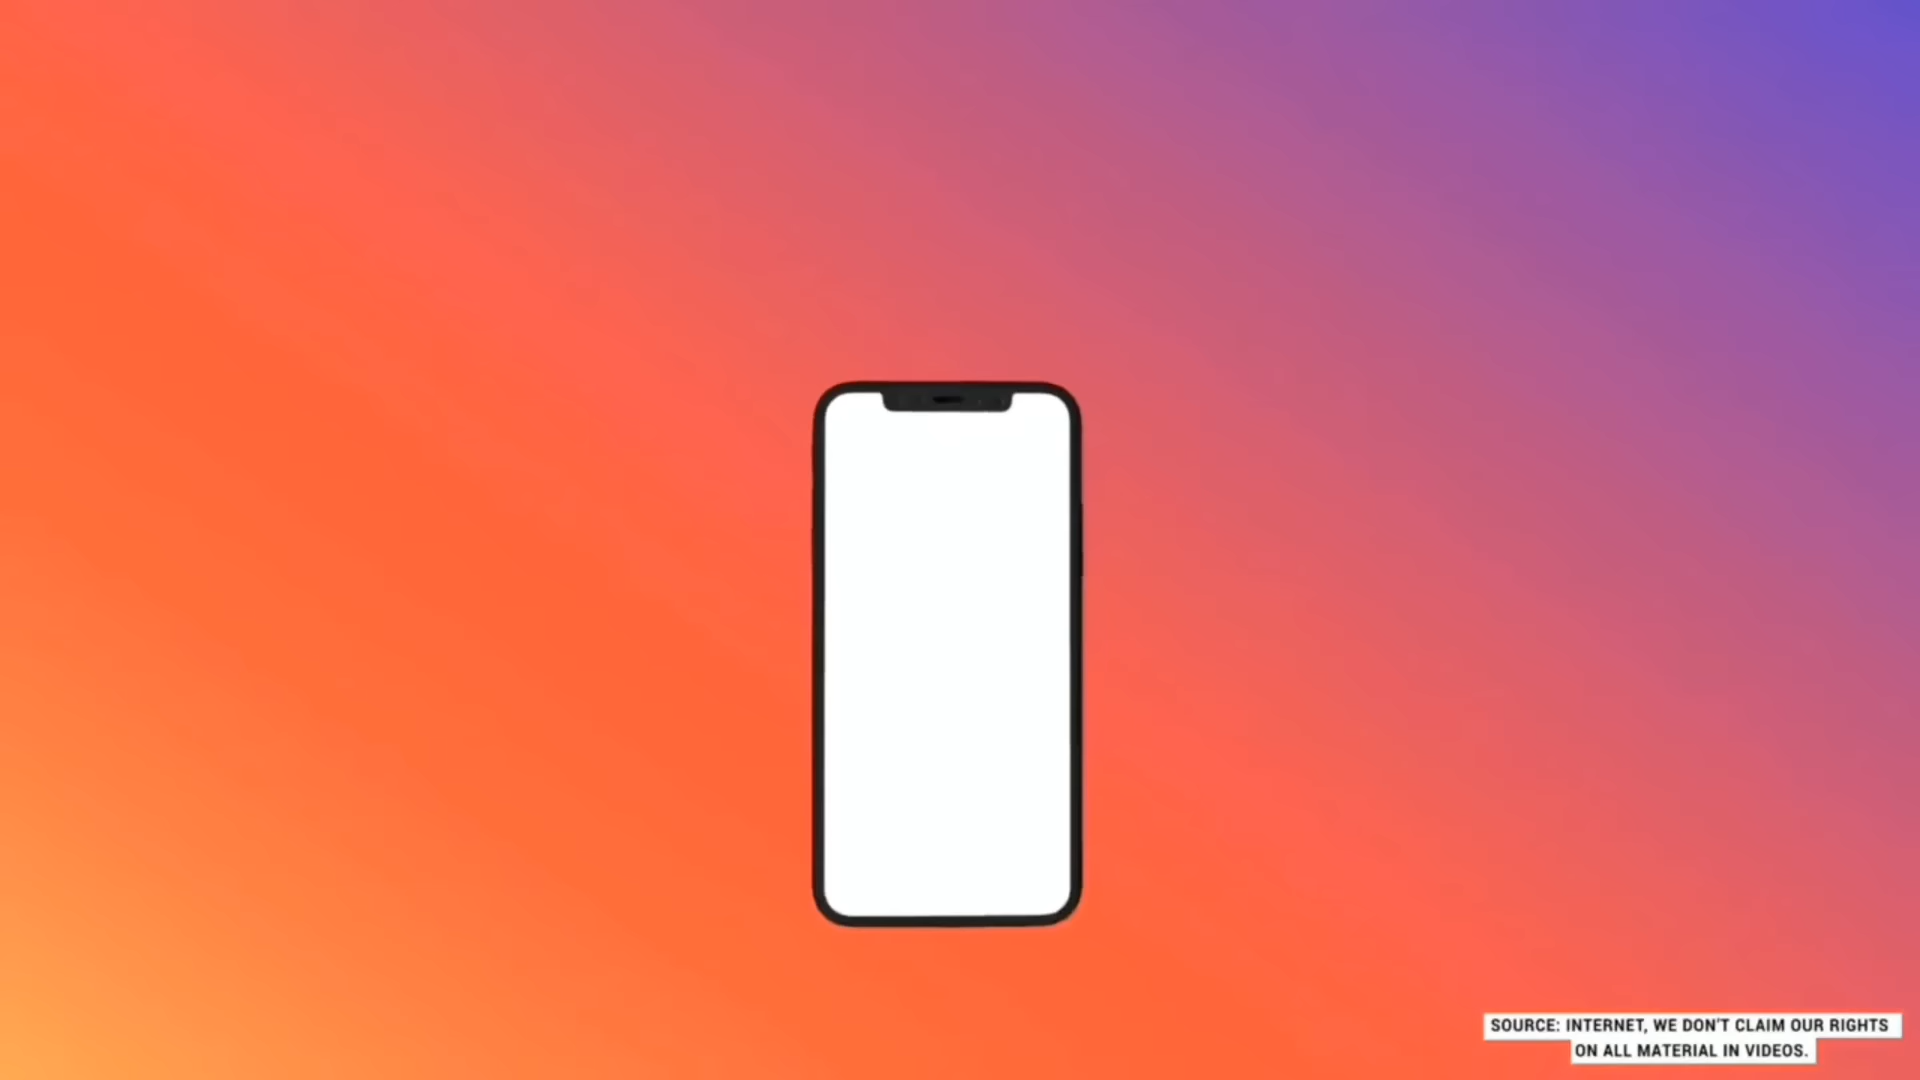 SOURCE: INTERNET, WE DON'T CLAIM OUR RIGHTS
ON ALL MATERIAL IN VIDEOS.